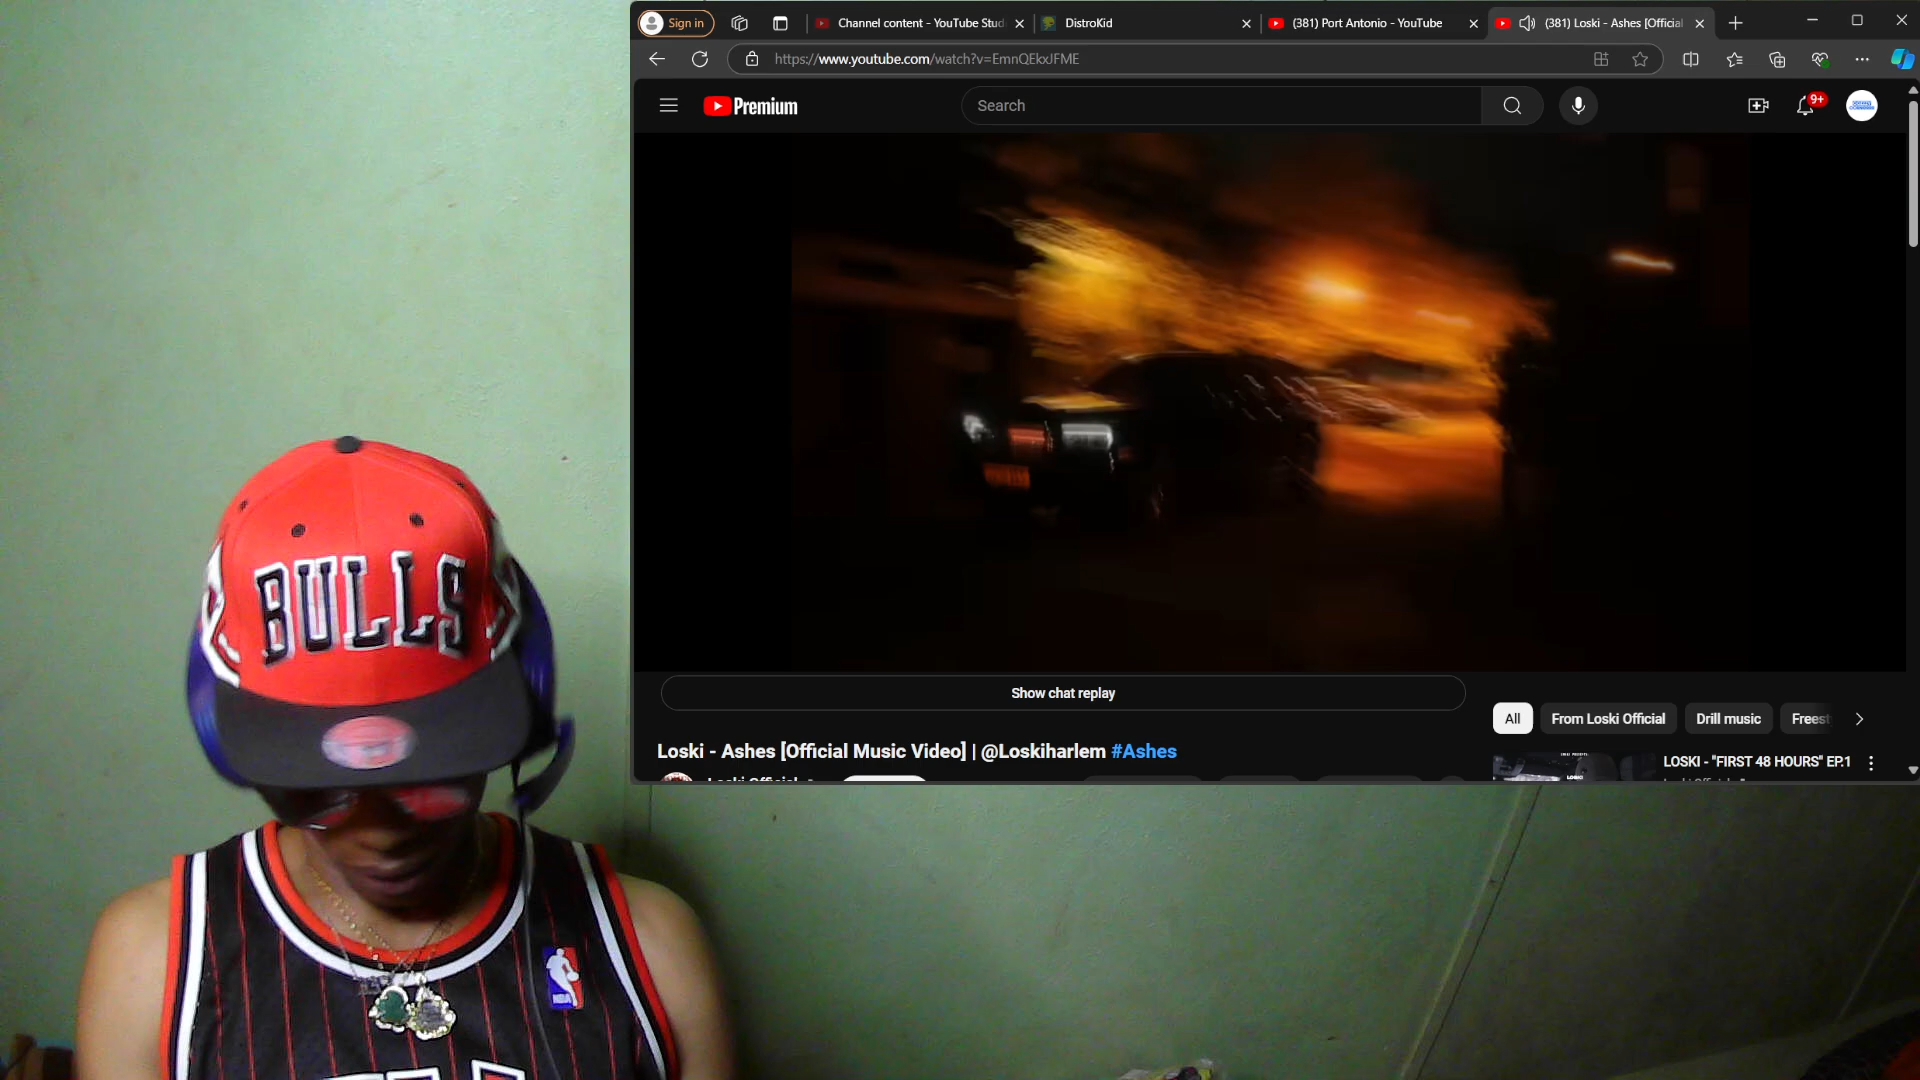 Sign in
Channel content - YouTube Stud
DistroKid
(381) Port Antonio - YouTube
(381) Loski - Ashes [Official
https://www.youtube.com/watch?v=EmnQEkxJFME
Premium
Search
9+
Show chat replay
All
From Loski Official
Drill music
Freest
Loski - Ashes [Official Music Video] | @Loskiharlem #Ashes
LOSKI - "FIRST 48 HOURS" EP.1
BULLS
NBA